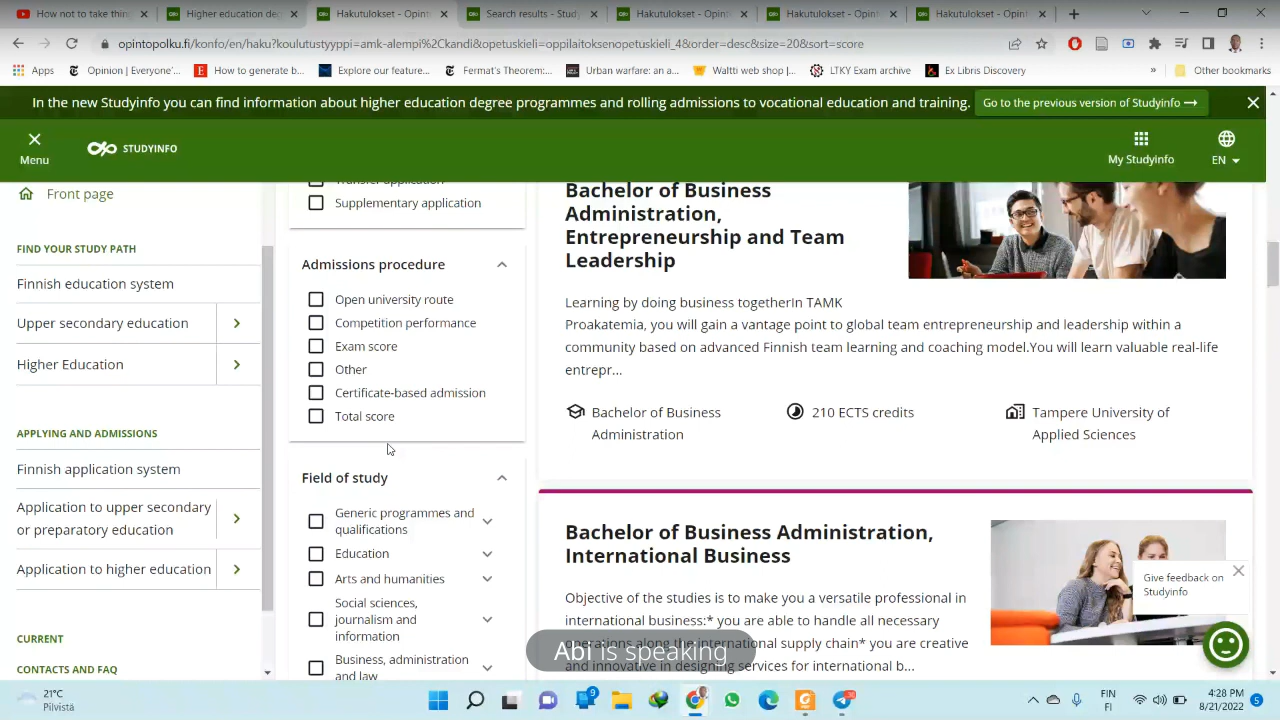 How to not take thin
Higher education de
Hakutulokset - Opint
Search results - Study
Hakutulokset - Opint
Hakutulokset - Opint
Hakutulokset - Opint
opintopolku.fi/konfo/en/haku?koulutustyyppi=amk-alempi%2Ckandi&opetuskieli=oppilaitoksenopetuskieli_4&order=desc&size=20&sort=score
Apps
Opinion | Everyone'...
How to generate b...
Explore our feature...
Fermat's Theorem:...
Urban warfare: an a...
Waltti web shop |...
LTKY Exam archive
Ex Libris Discovery
»
Other bookmarks
In the new Studyinfo you can find information about higher education degree programmes and rolling admissions to vocational education and training.
Go to the previous version of Studyinfo →
Menu
STUDYINFO
My Studyinfo
EN
Front page
FIND YOUR STUDY PATH
Finnish education system
Upper secondary education
Higher Education
APPLYING AND ADMISSIONS
Finnish application system
Application to upper secondary
or preparatory education
Application to higher education
CURRENT
CONTACTS AND FAQ
Transfer application
Supplementary application
Admissions procedure
Open university route
Competition performance
Exam score
Other
Certificate-based admission
Total score
Field of study
Generic programmes and
qualifications
Education
Arts and humanities
Social sciences,
journalism and
information
Business, administration
and law
Bachelor of Business
Administration,
Entrepreneurship and Team
Leadership
Learning by doing business togetherIn TAMK
Proakatemia, you will gain a vantage point to global team entrepreneurship and leadership within a
community based on advanced Finnish team learning and coaching model.You will learn valuable real-life
entrepr...
Bachelor of Business
Administration
210 ECTS credits
Tampere University of
Applied Sciences
Bachelor of Business Administration,
International Business
Objective of the studies is to make you a versatile professional in
international business:* you are able to handle all necessary
operations along the international supply chain* you are creative
and innovative in designing services for international b...
Give feedback on
Studyinfo
Abi is speaking
21°C
Pilvistä
9
FIN
FI
4:28 PM
8/21/2022
5